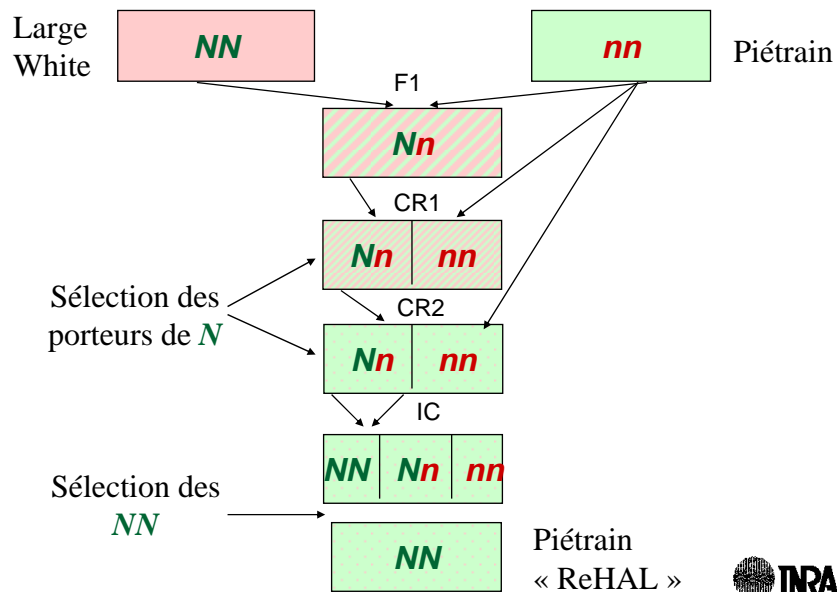 Large
White
NN
nn
Piétrain
F1
Nn
CR1
Nn nn
Sélection des
porteurs de N
CR2
Nn nn
IC
NN Nn nn
Sélection des
NN
NN
Piétrain
« ReHAL »
INRA